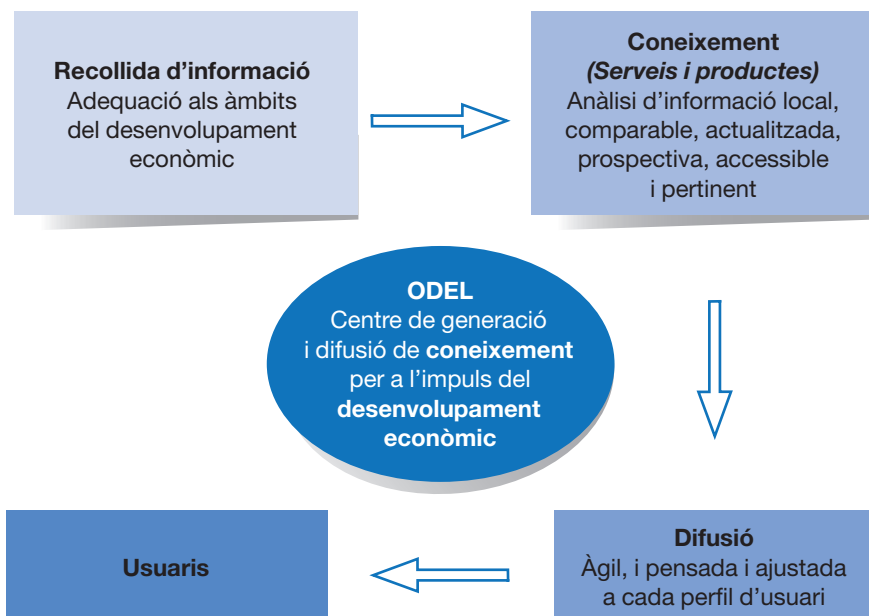 Recollida d'informació
Adequació als àmbits
del desenvolupament
econòmic
Coneixement
(Serveis i productes)
Anàlisi d'informació local,
comparable, actualitzada,
prospectiva, accessible
i pertinent
ODEL
Centre de generació
i difusió de coneixement
per a l'impuls del
desenvolupament
econòmic
Usuaris
Difusió
Àgil, i pensada i ajustada
a cada perfil d'usuari